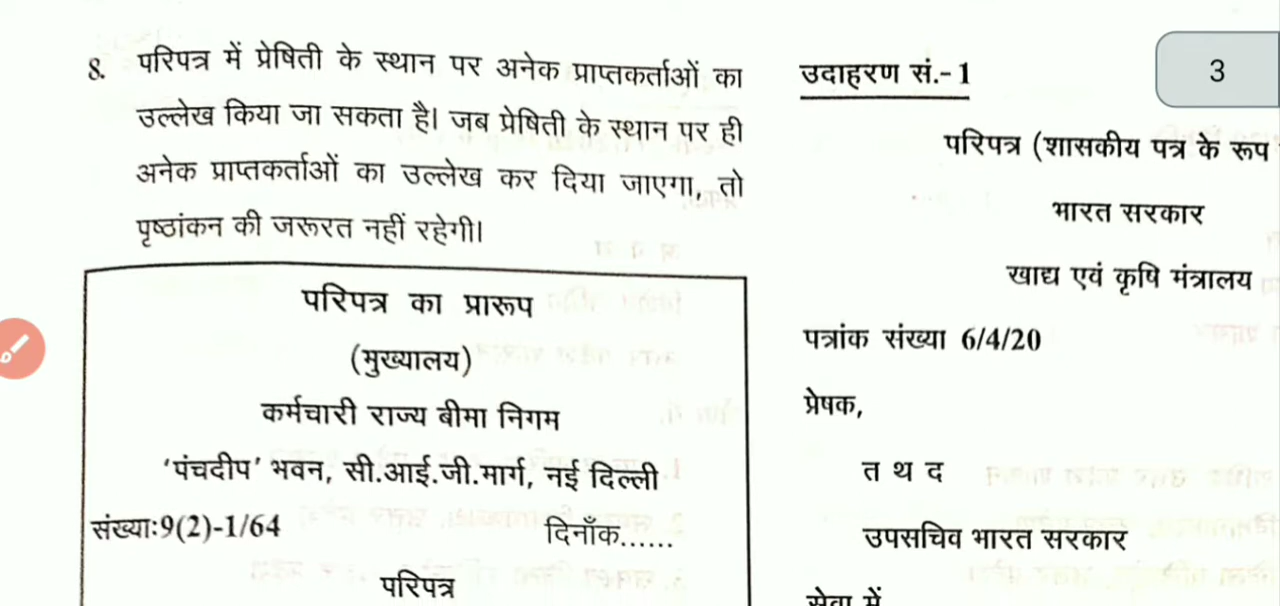 8. परिपत्र में प्रेषिती के स्थान पर अनेक प्राप्तकर्ताओं का
उल्लेख किया जा सकता है। जब प्रेषिती के स्थान पर ही
अनेक प्राप्तकर्ताओं का उल्लेख कर दिया जाएगा, तो
पृष्ठांकन की जरूरत नहीं रहेगी।
परिपत्र का प्रारूप
(मुख्यालय)
कर्मचारी राज्य बीमा निगम
'पंचदीप' भवन, सी.आई.जी.मार्ग, नई दिल्ली
संख्या:9(2)-1/64 दिनाँक......
परिपत्र
उदाहरण सं.-1
3
परिपत्र (शासकीय पत्र के रूप
भारत सरकार
खाद्य एवं कृषि मंत्रालय
पत्रांक संख्या 6/4/20
प्रेषक,
त थ द
उपसचिव भारत सरकार
सेवा में